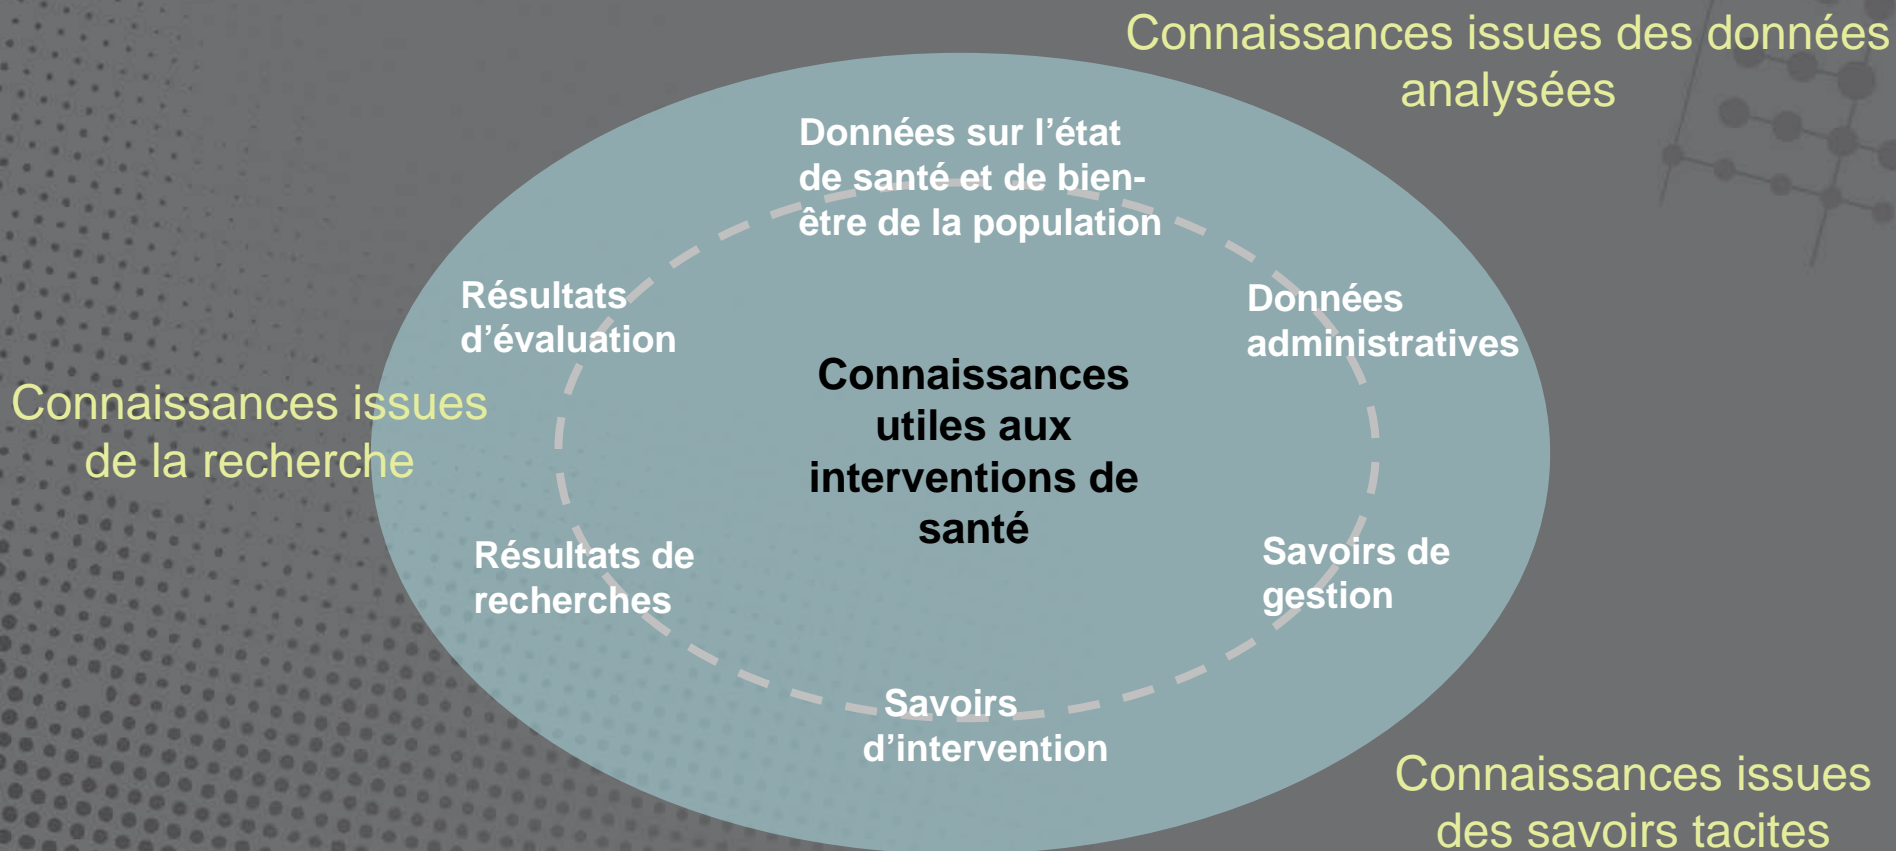 Connaissances issues des données
analysées
Données sur l’état
de santé et de bien-
être de la population
Résultats
d’évaluation
Données
administratives
Connaissances
utiles aux
interventions de
santé
Connaissances issues
de la recherche
Résultats de
recherches
Savoirs de
gestion
Savoirs
d’intervention
Connaissances issues
des savoirs tacites